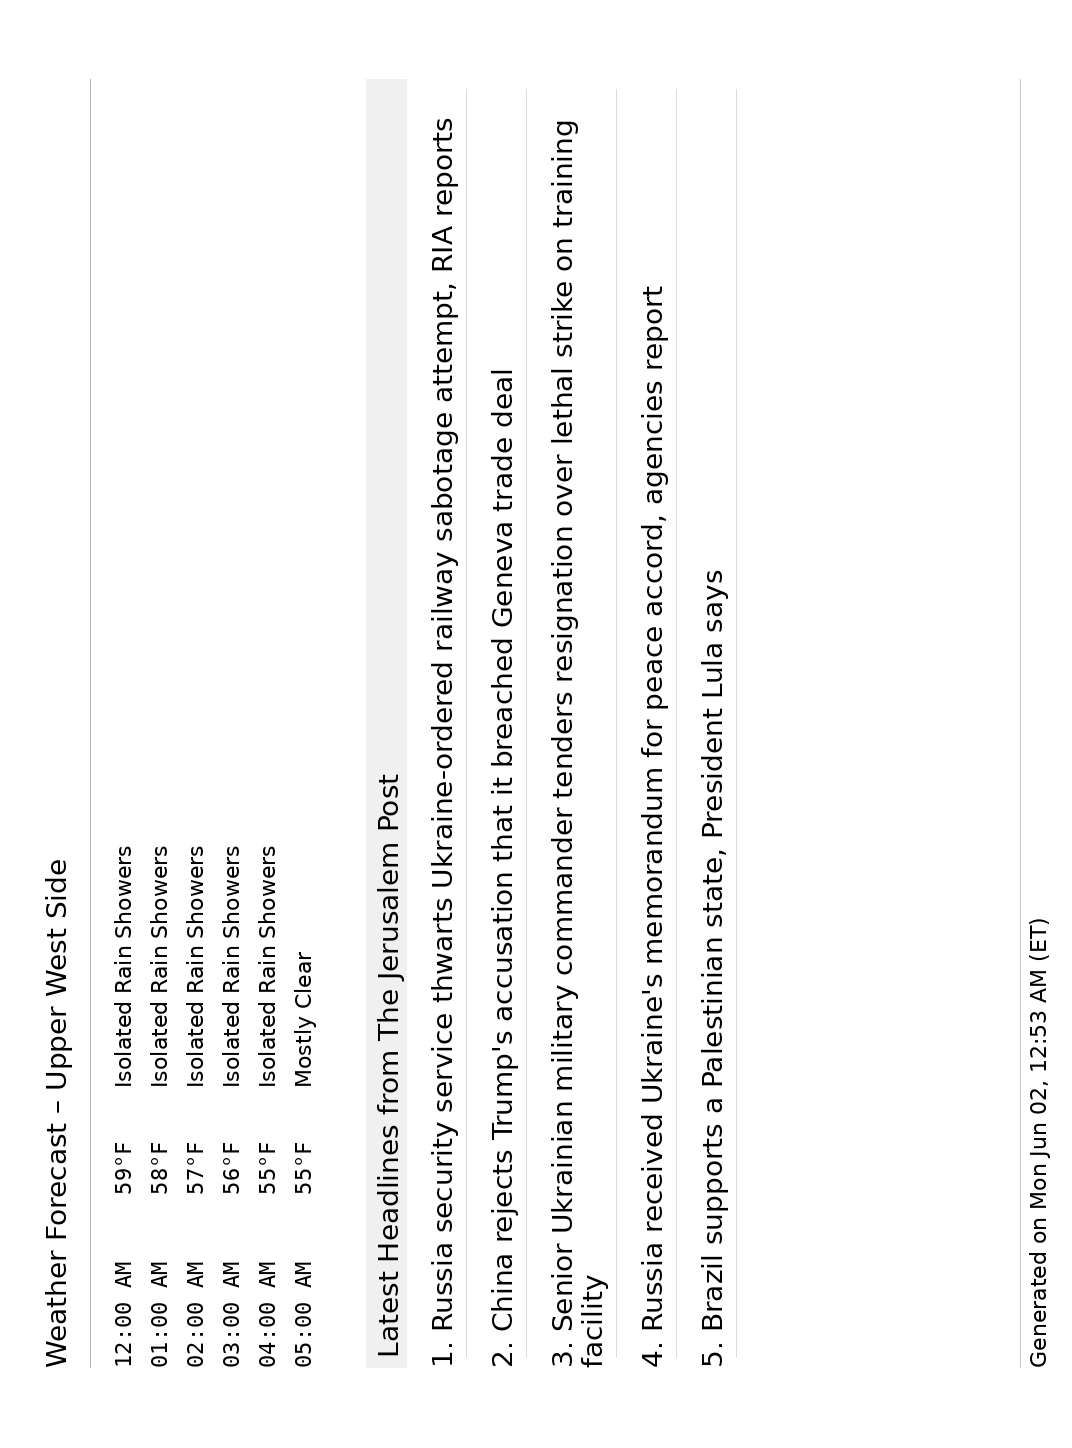 Weather Forecast – Upper West Side
12:00 AM 59°F Isolated Rain Showers
01:00 AM 58°F Isolated Rain Showers
02:00 AM 57°F Isolated Rain Showers
03:00 AM 56°F Isolated Rain Showers
04:00 AM 55°F Isolated Rain Showers
05:00 AM 55°F Mostly Clear
Latest Headlines from The Jerusalem Post
1. Russia security service thwarts Ukraine-ordered railway sabotage attempt, RIA reports
2. China rejects Trump's accusation that it breached Geneva trade deal
3. Senior Ukrainian military commander tenders resignation over lethal strike on training
facility
4. Russia received Ukraine's memorandum for peace accord, agencies report
5. Brazil supports a Palestinian state, President Lula says
Generated on Mon Jun 02, 12:53 AM (ET)